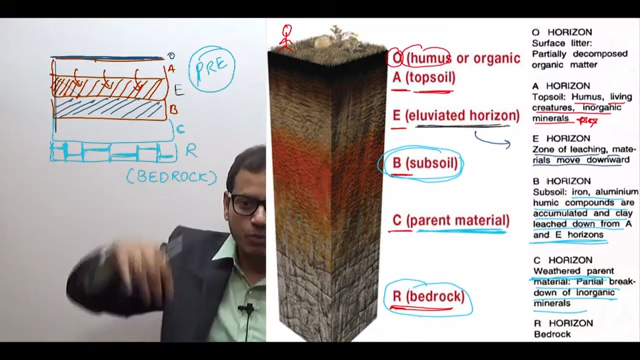 O
A
E
B
C
R
(BEDROCK)
PRE
O (humus or organic
A (topsoil)
E (eluviated horizon)
B (subsoil)
C (parent material)
R (bedrock)
O HORIZON
Surface litter:
Partially decomposed
organic matter
A HORIZON
Topsoil: Humus, living
creatures, inorganic
minerals
E HORIZON
Zone of leaching, mate-
rials move downward
B HORIZON
Subsoil: iron, aluminium
humic compounds are
accumulated and clay
leached down from A
and E horizons
C HORIZON
Weathered parent
material: Partial break-
down of inorganic
minerals
R HORIZON
Bedrock